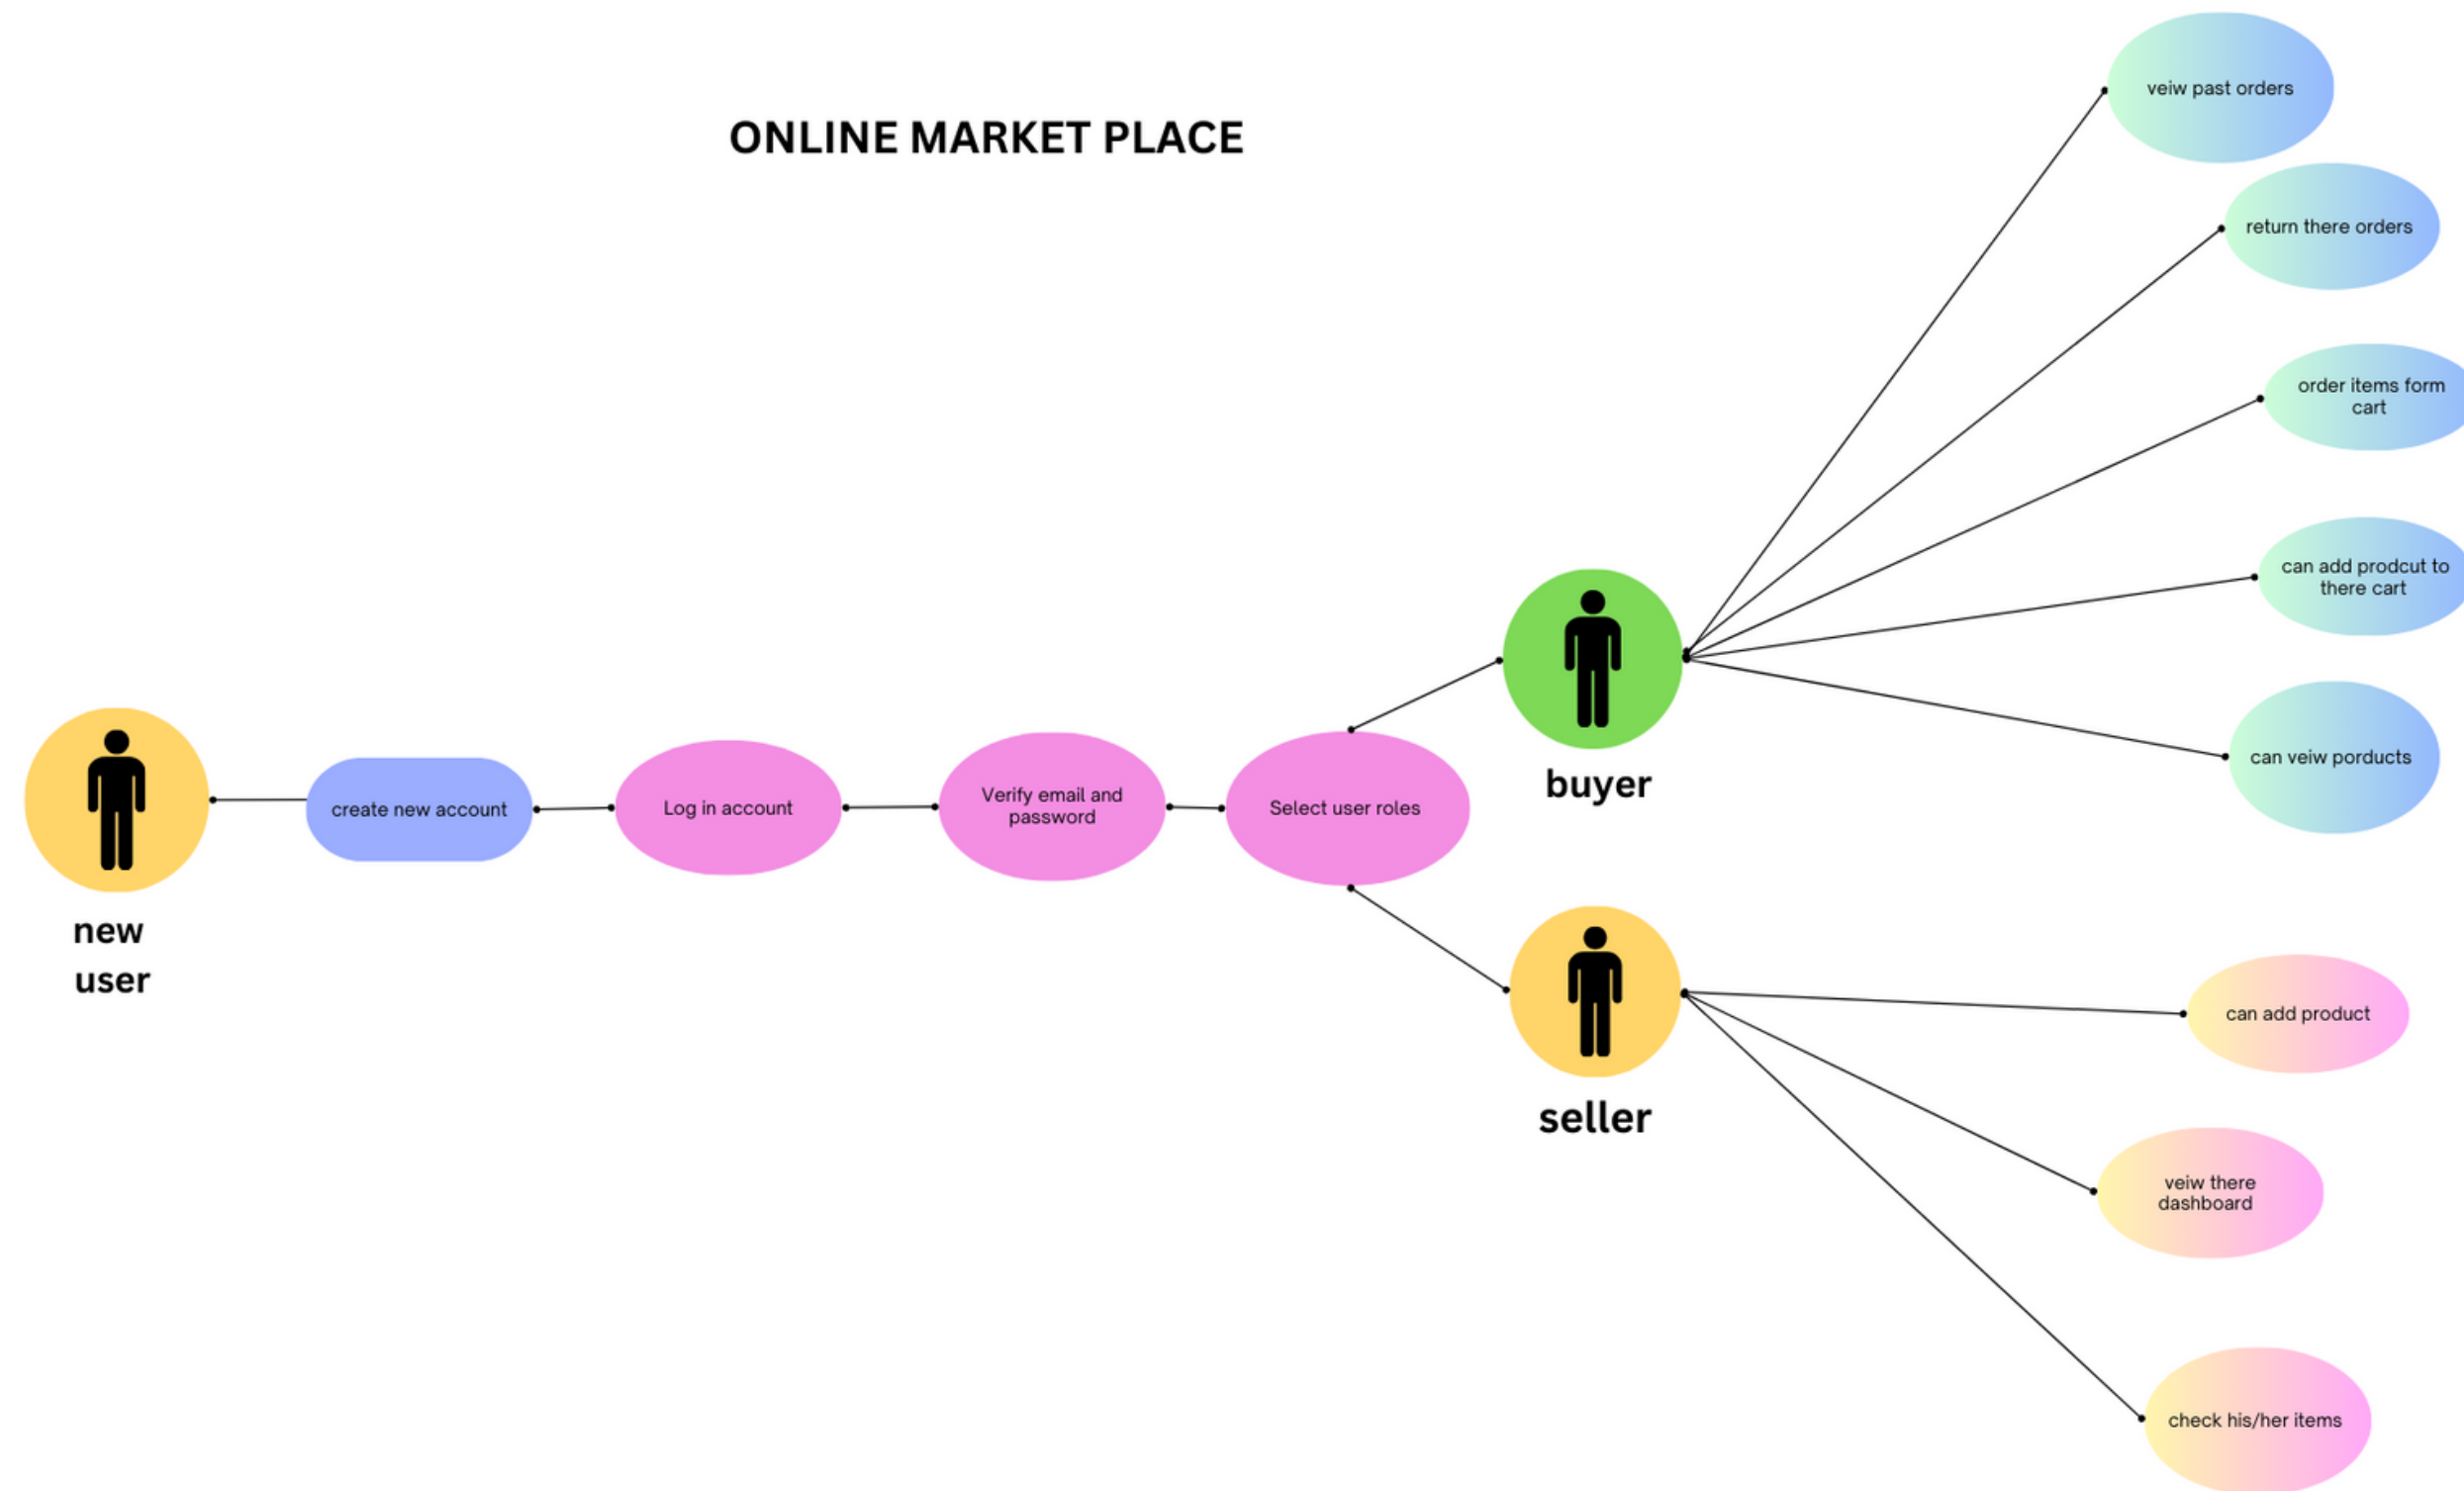 ONLINE MARKET PLACE
veiw past orders
return there orders
order items form
cart
can add prodcut to
there cart
can veiw porducts
buyer
new
user
create new account
Log in account
Verify email and
password
Select user roles
seller
can add product
veiw there
dashboard
check his/her items